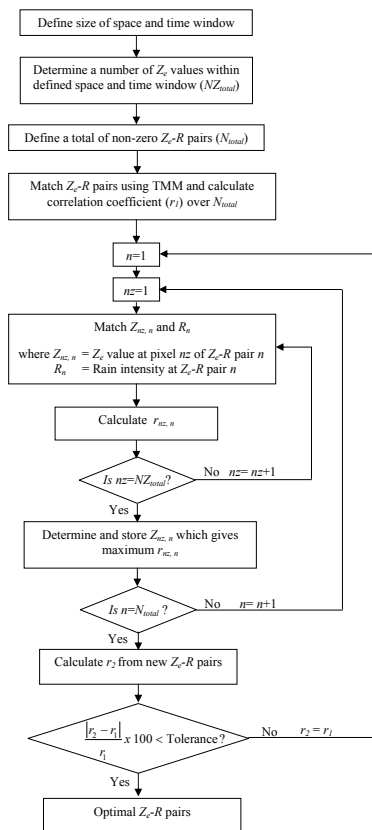 Define size of space and time window
Determine a number of Ze values within
defined space and time window (NZtotal)
Define a total of non-zero Ze-R pairs (Ntotal)
Match Ze-R pairs using TMM and calculate
correlation coefficient (r1) over Ntotal
n=1
nz=1
Match Znz, n and Rn
where Znz, n = Ze value at pixel nz of Ze-R pair n
Rn = Rain intensity at Ze-R pair n
Calculate rnz, n
Is nz=NZtotal?
No nz= nz+1
Yes
Determine and store Znz, n which gives
maximum rnz, n
Is n=Ntotal ?
No n= n+1
Yes
Calculate r2 from new Ze-R pairs
|r2 − r1| / r1 x 100 < Tolerance?
No r2 = r1
Yes
Optimal Ze-R pairs